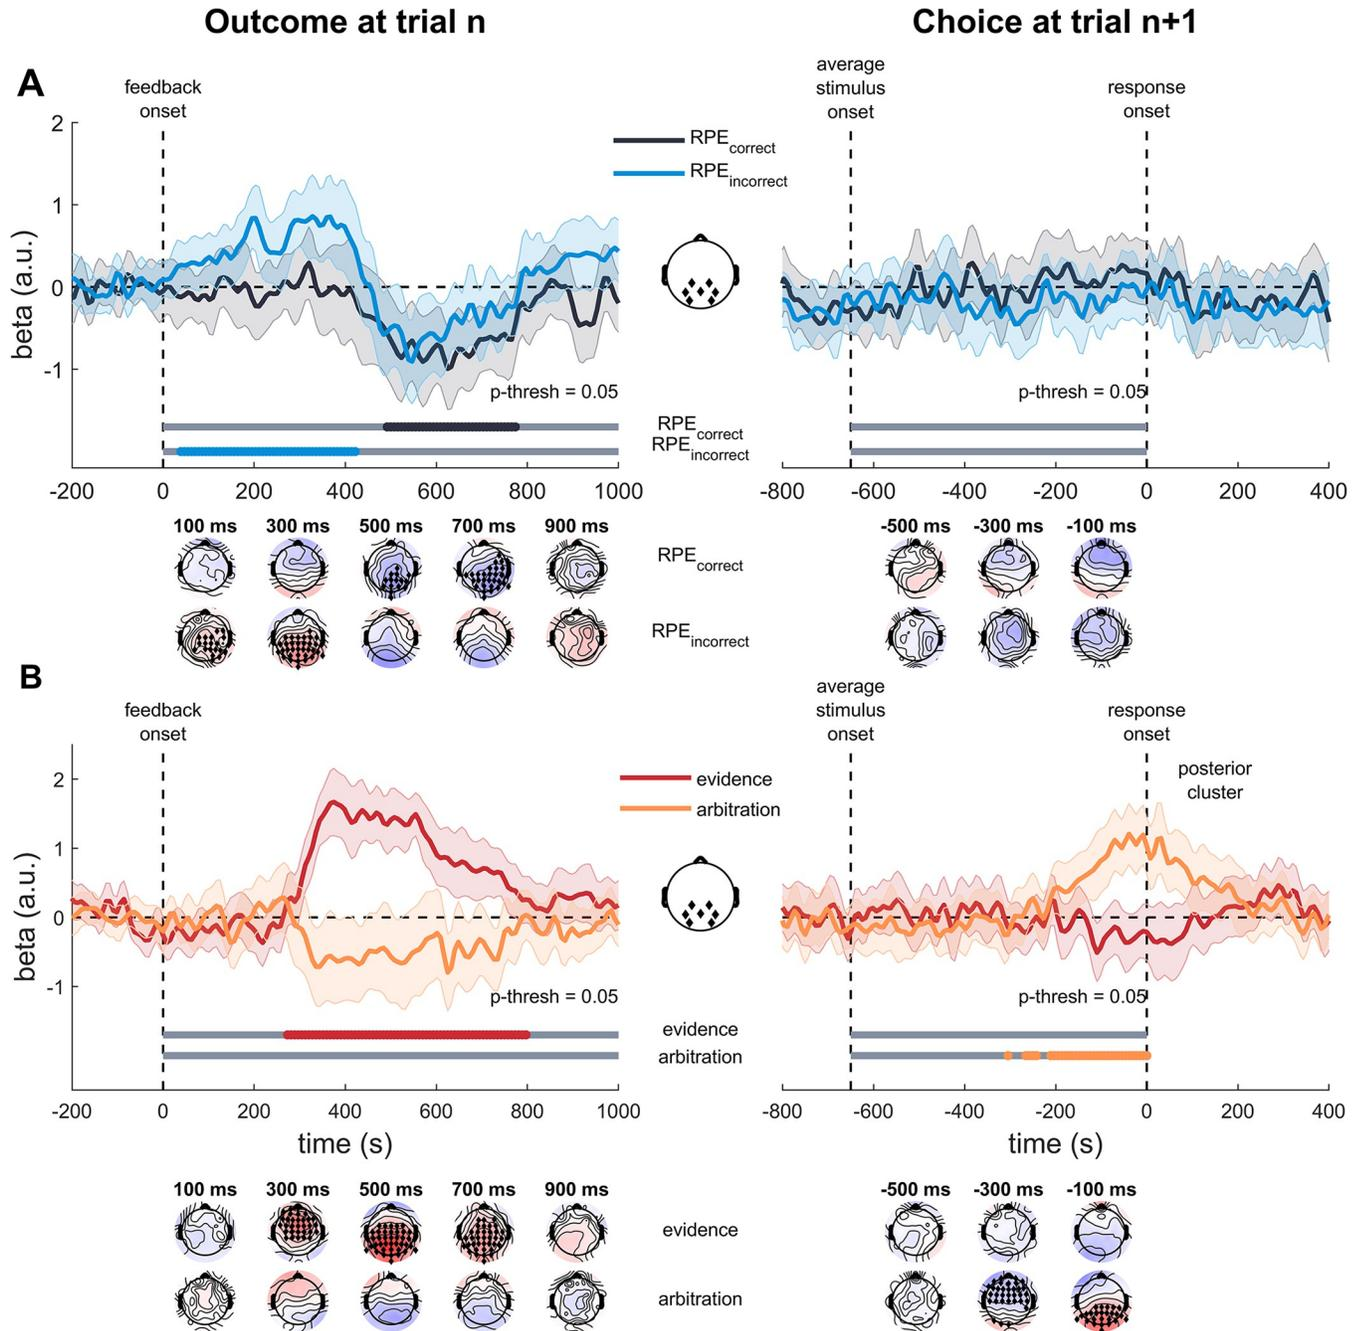 Outcome at trial n
Choice at trial n+1
A
feedback
onset
average
stimulus
onset
response
onset
2
1
0
-1
beta (a.u.)
RPEcorrect
RPEincorrect
p-thresh = 0.05
p-thresh = 0.05
RPEcorrect
RPEincorrect
-200 0 200 400 600 800 1000
-800 -600 -400 -200 0 200 400
100 ms 300 ms 500 ms 700 ms 900 ms
-500 ms -300 ms -100 ms
RPEcorrect
RPEincorrect
B
feedback
onset
average
stimulus
onset
response
onset
posterior
cluster
2
1
0
-1
beta (a.u.)
evidence
arbitration
p-thresh = 0.05
p-thresh = 0.05
evidence
arbitration
-200 0 200 400 600 800 1000
-800 -600 -400 -200 0 200 400
time (s)
time (s)
100 ms 300 ms 500 ms 700 ms 900 ms
-500 ms -300 ms -100 ms
evidence
arbitration